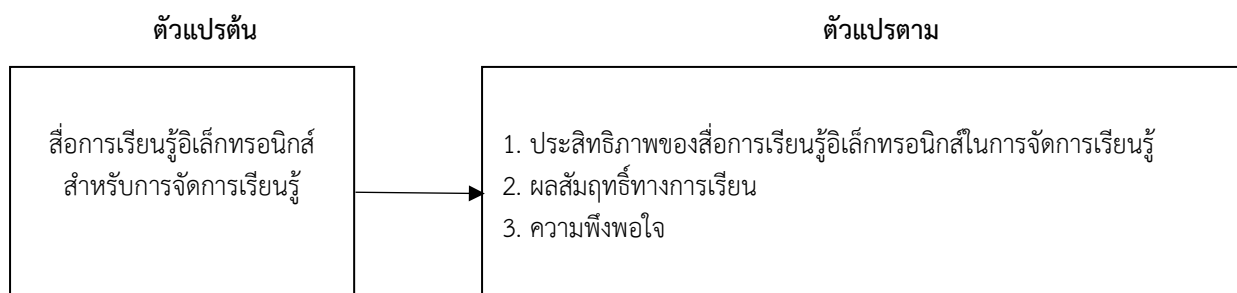 ตัวแปรต้น
ตัวแปรตาม
สื่อการเรียนรู้อิเล็กทรอนิกส์
สำหรับการจัดการเรียนรู้
1. ประสิทธิภาพของสื่อการเรียนรู้อิเล็กทรอนิกส์ในการจัดการเรียนรู้
2. ผลสัมฤทธิ์ทางการเรียน
3. ความพึงพอใจ